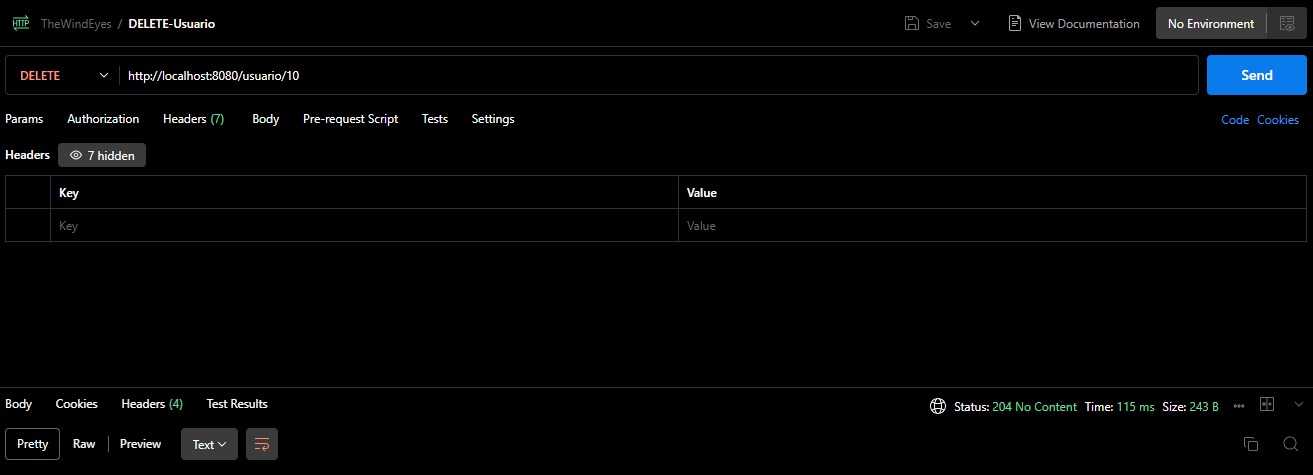 HTTP TheWindEyes / DELETE-Usuario Save View Documentation No Environment
DELETE http://localhost:8080/usuario/10 Send
Params Authorization Headers (7) Body Pre-request Script Tests Settings Code Cookies
Headers 7 hidden
Key Value
Key Value
Body Cookies Headers (4) Test Results Status: 204 No Content Time: 115 ms Size: 243 B
Pretty Raw Preview Text